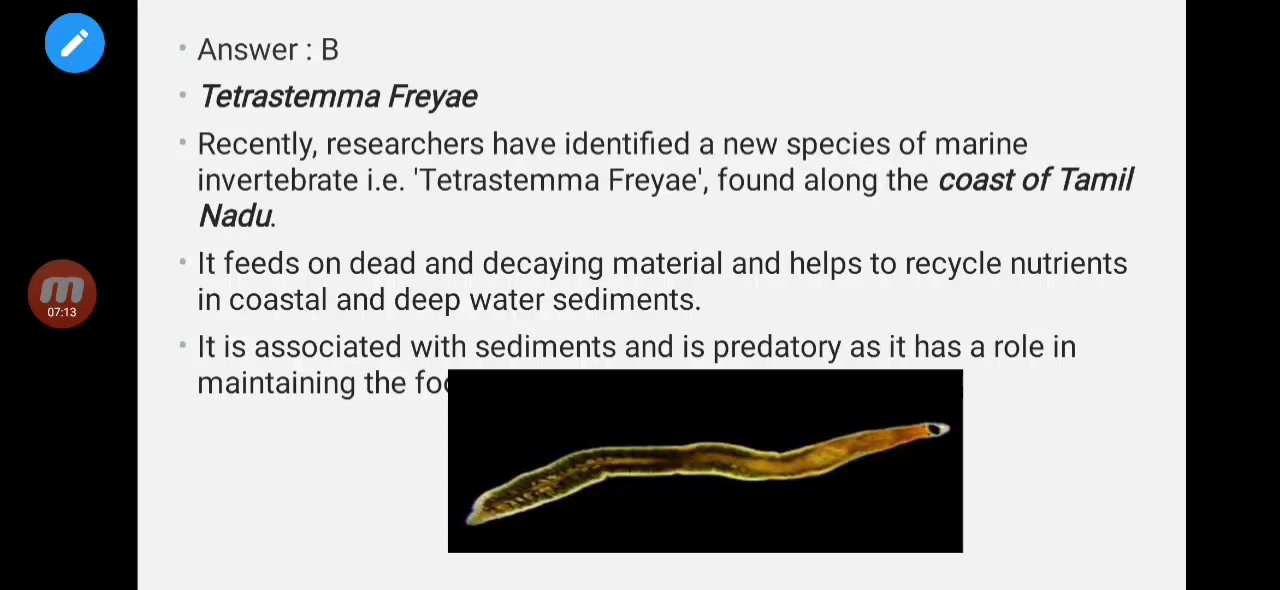 Answer : B
Tetrastemma Freyae
Recently, researchers have identified a new species of marine
invertebrate i.e. 'Tetrastemma Freyae', found along the coast of Tamil
Nadu.
It feeds on dead and decaying material and helps to recycle nutrients
in coastal and deep water sediments.
It is associated with sediments and is predatory as it has a role in
maintaining the
07:13